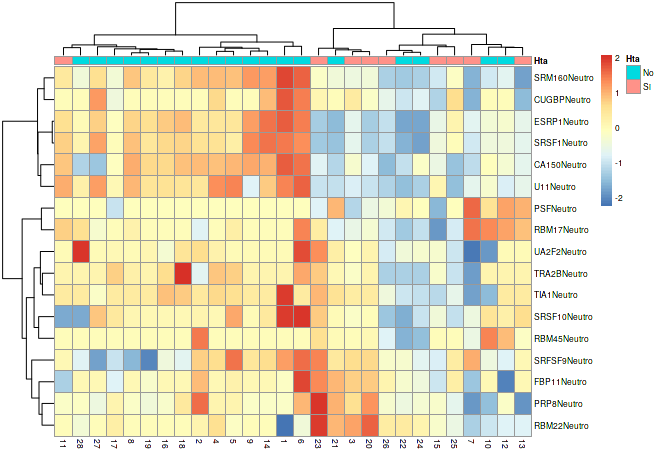 Hta
SRM160Neutro
CUGBPNeutro
ESRP1Neutro
SRSF1Neutro
CA150Neutro
U11Neutro
PSFNeutro
RBM17Neutro
UA2F2Neutro
TRA2BNeutro
TIA1Neutro
SRSF10Neutro
RBM45Neutro
SRFSF9Neutro
FBP11Neutro
PRP8Neutro
RBM22Neutro
11 28 27 17 8 19 16 18 2 4 5 9 14 1 6 23 21 3 20 26 22 24 15 25 7 10 12 13
2
1
0
-1
-2
Hta
No
SI